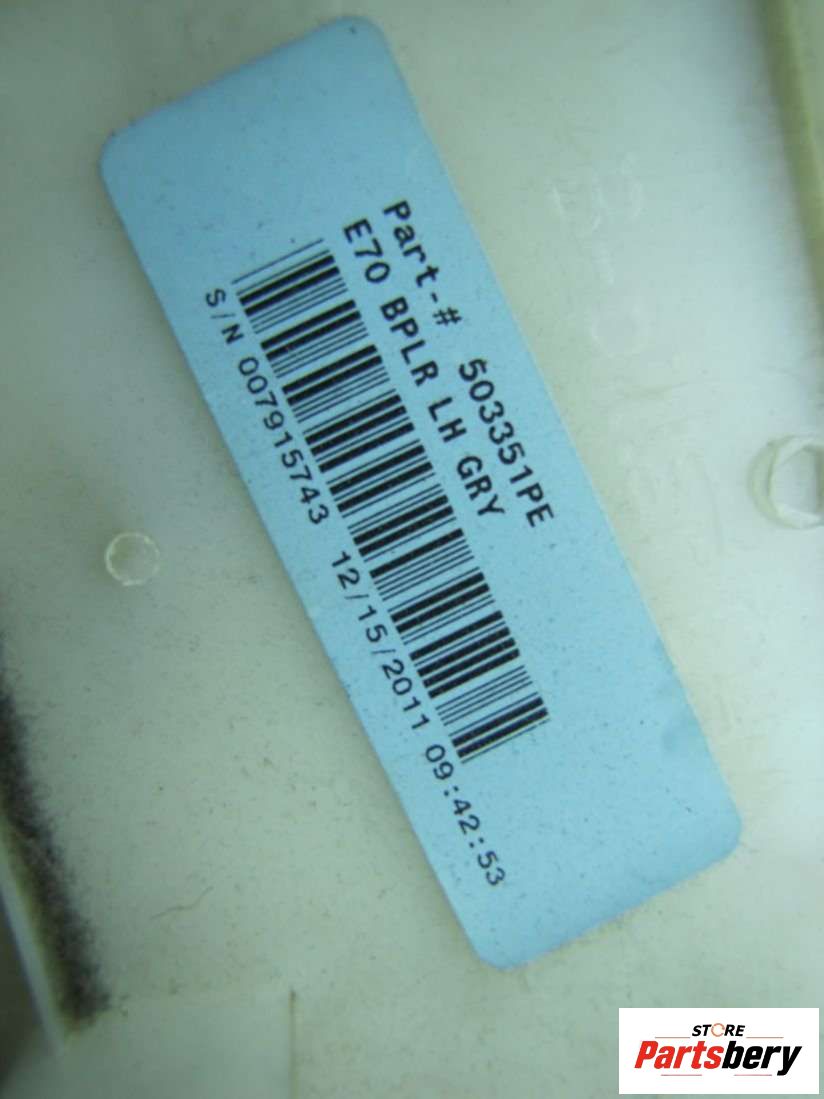 Part-# 503351PE
E70 BPLR LH GRY
S/N 007915743 12/15/2011 09:42:53
STORE
Partsbery